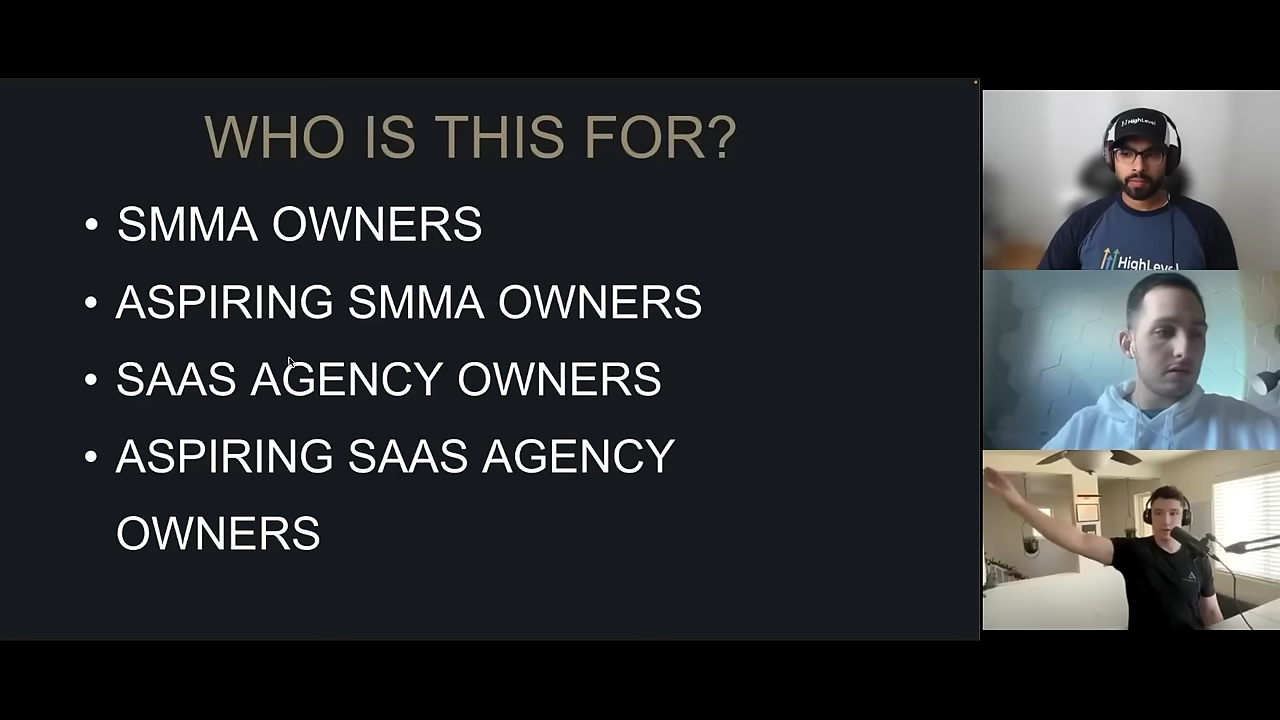 WHO IS THIS FOR?
• SMMA OWNERS
• ASPIRING SMMA OWNERS
• SAAS AGENCY OWNERS
• ASPIRING SAAS AGENCY
OWNERS
HighLevel
HighLevel